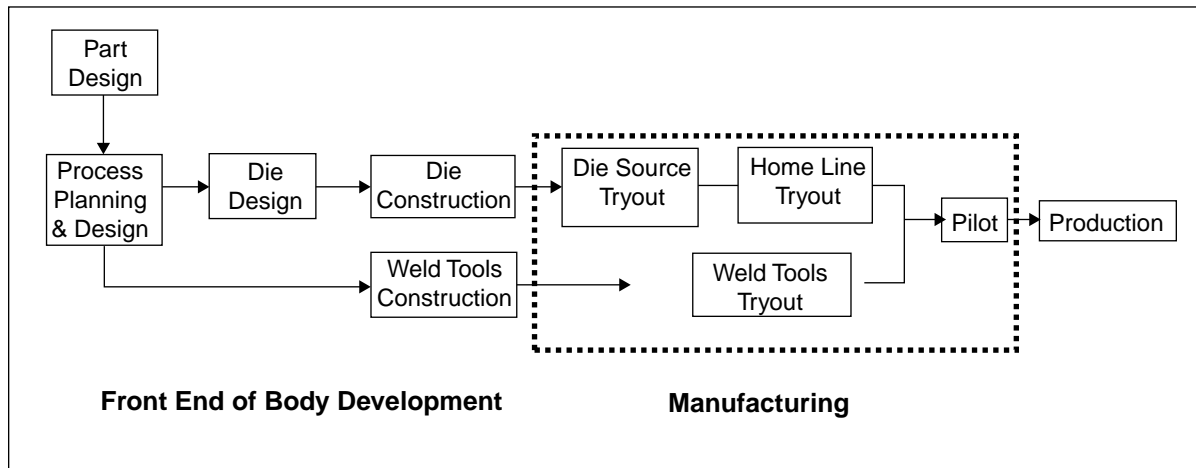 Part
Design
Process
Planning
& Design
Die
Design
Die
Construction
Die Source
Tryout
Home Line
Tryout
Pilot
Production
Weld Tools
Construction
Weld Tools
Tryout
Front End of Body Development
Manufacturing